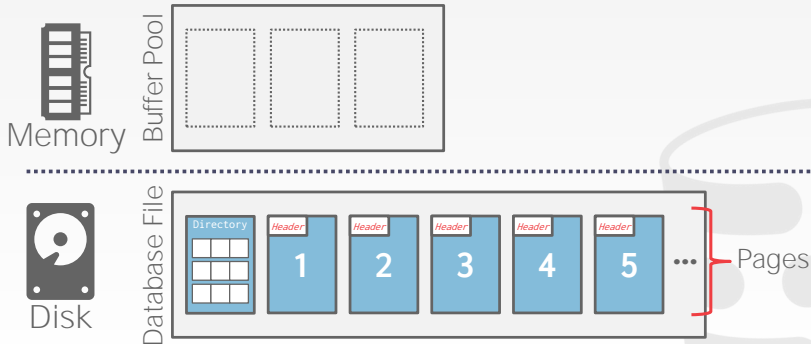 Memory
Buffer Pool
Disk
Database File
Directory
Header
1
Header
2
Header
3
Header
4
Header
5
...
Pages